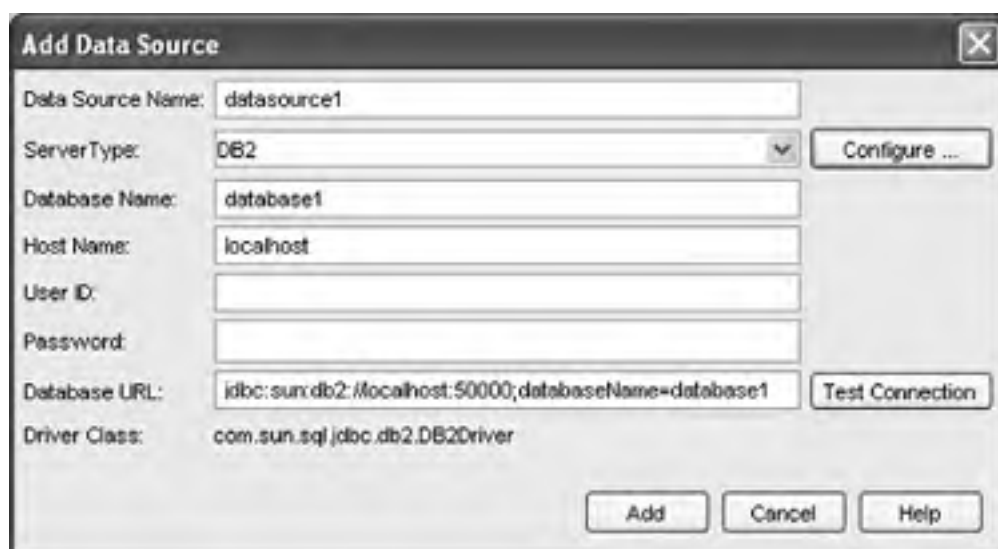 Add Data Source
Data Source Name: datasource1
ServerType: DB2 Configure ...
Database Name: database1
Host Name: localhost
User ID:
Password:
Database URL: jdbc:sun:db2://localhost:50000;databaseName=database1 Test Connection
Driver Class: com.sun.sql.jdbc.db2.DB2Driver
Add Cancel Help